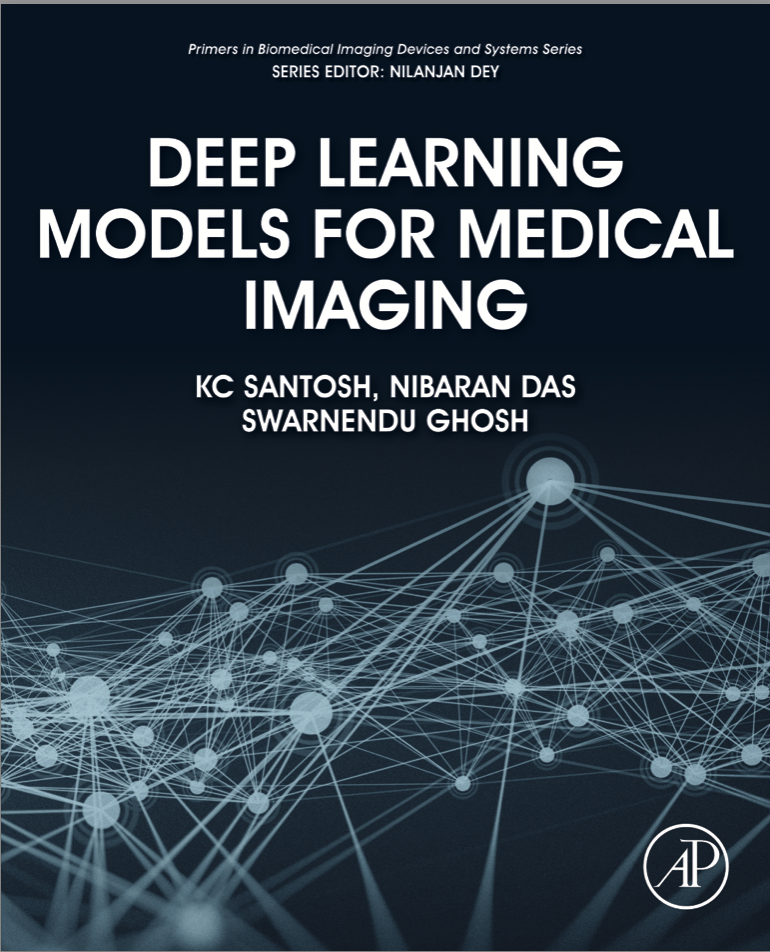 Primers in Biomedical Imaging Devices and Systems Series
SERIES EDITOR: NILANJAN DEY
DEEP LEARNING
MODELS FOR MEDICAL
IMAGING
KC SANTOSH, NIBARAN DAS
SWARNENDU GHOSH
AP